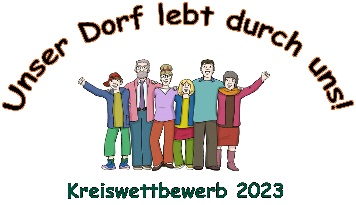 Unser Dorf lebt durch uns!
Kreiswettbewerb 2023